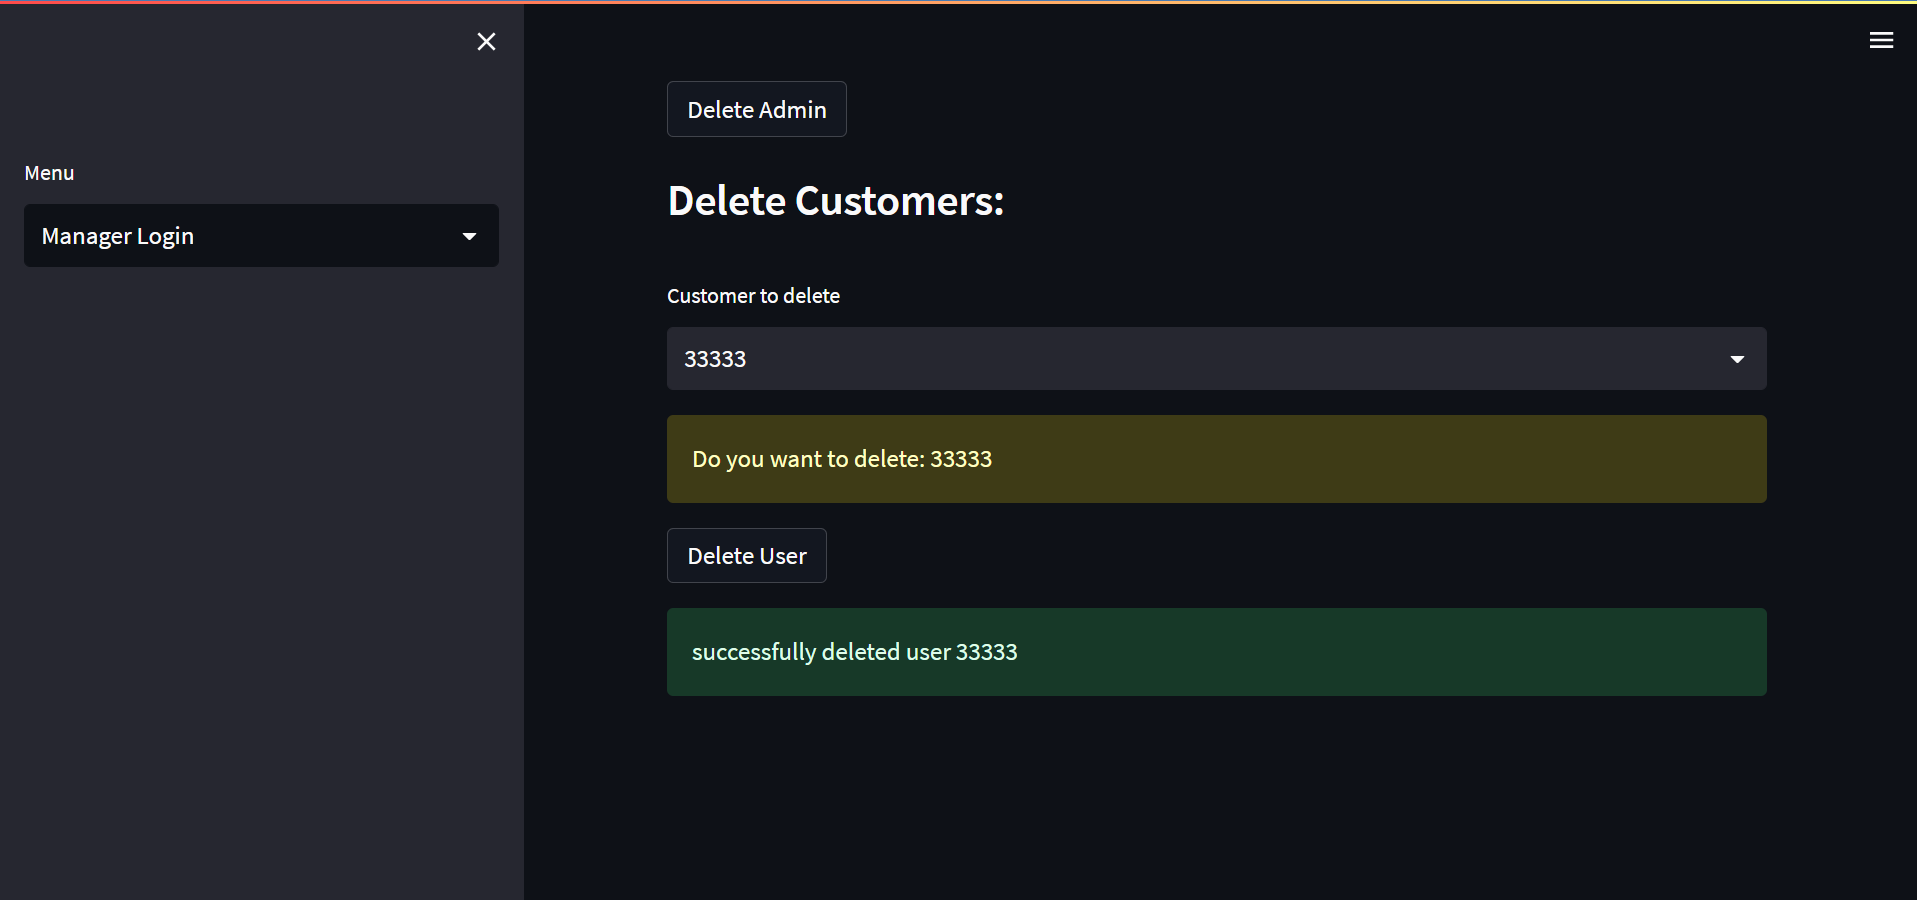 Menu
Manager Login
Delete Admin
Delete Customers:
Customer to delete
33333
Do you want to delete: 33333
Delete User
successfully deleted user 33333